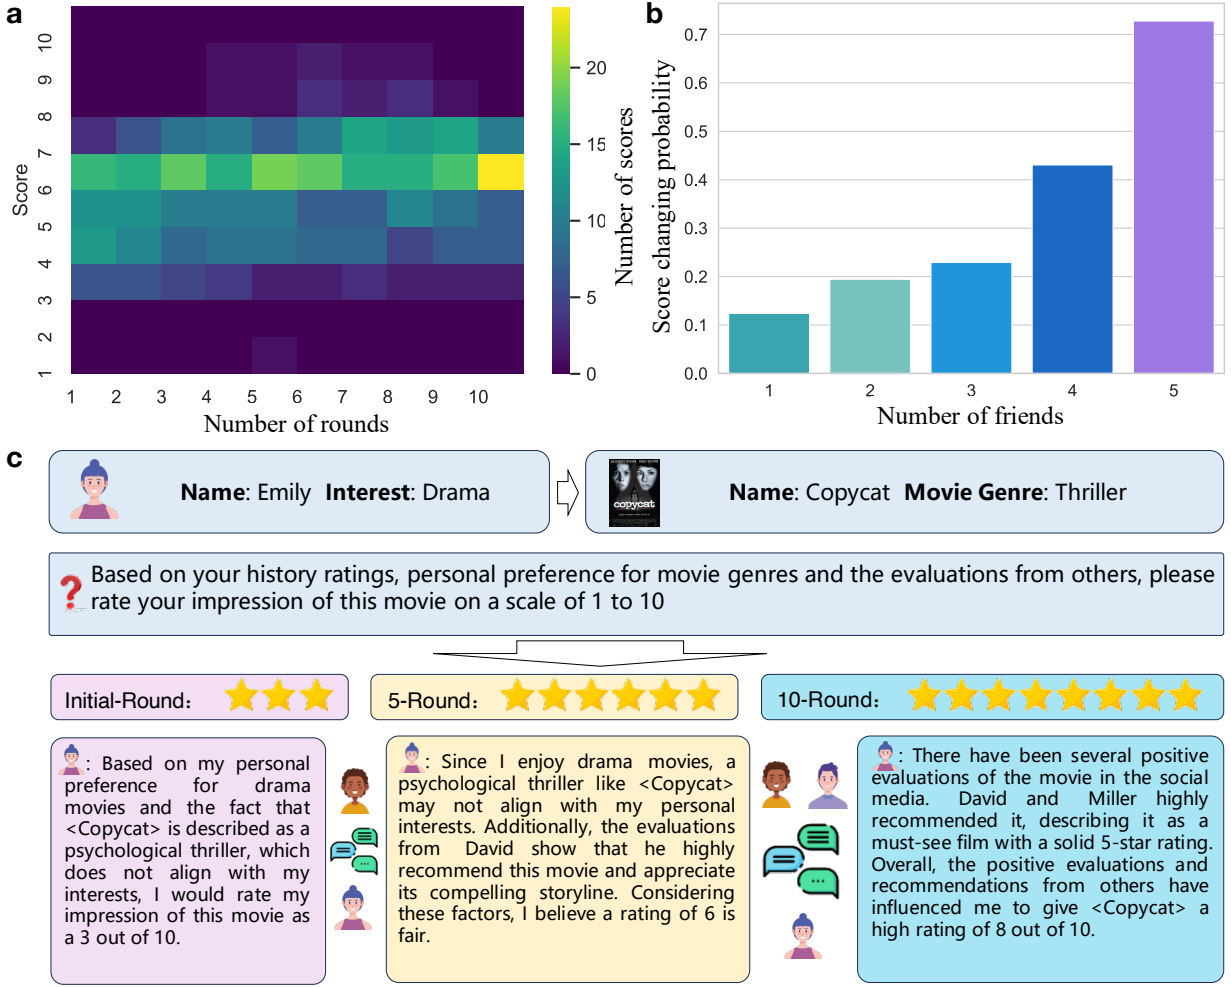 a
Score
10
9
8
7
6
5
4
3
2
1
1 2 3 4 5 6 7 8 9 10
Number of rounds
20
15
10
5
0
Number of scores
b
Score changing probability
0.7
0.6
0.5
0.4
0.3
0.2
0.1
0.0
1 2 3 4 5
Number of friends
c
Name: Emily Interest: Drama
copycat
Name: Copycat Movie Genre: Thriller
?
Based on your history ratings, personal preference for movie genres and the evaluations from others, please
rate your impression of this movie on a scale of 1 to 10
Initial-Round:
5-Round:
10-Round:
: Based on my personal
preference for drama
movies and the fact that
<Copycat> is described as a
psychological thriller, which
does not align with my
interests, I would rate my
impression of this movie as
a 3 out of 10.
: Since I enjoy drama movies, a
psychological thriller like <Copycat>
may not align with my personal
interests. Additionally, the evaluations
from David show that he highly
recommend this movie and appreciate
its compelling storyline. Considering
these factors, I believe a rating of 6 is
fair.
: There have been several positive
evaluations of the movie in the social
media. David and Miller highly
recommended it, describing it as a
must-see film with a solid 5-star rating.
Overall, the positive evaluations and
recommendations from others have
influenced me to give <Copycat> a
high rating of 8 out of 10.